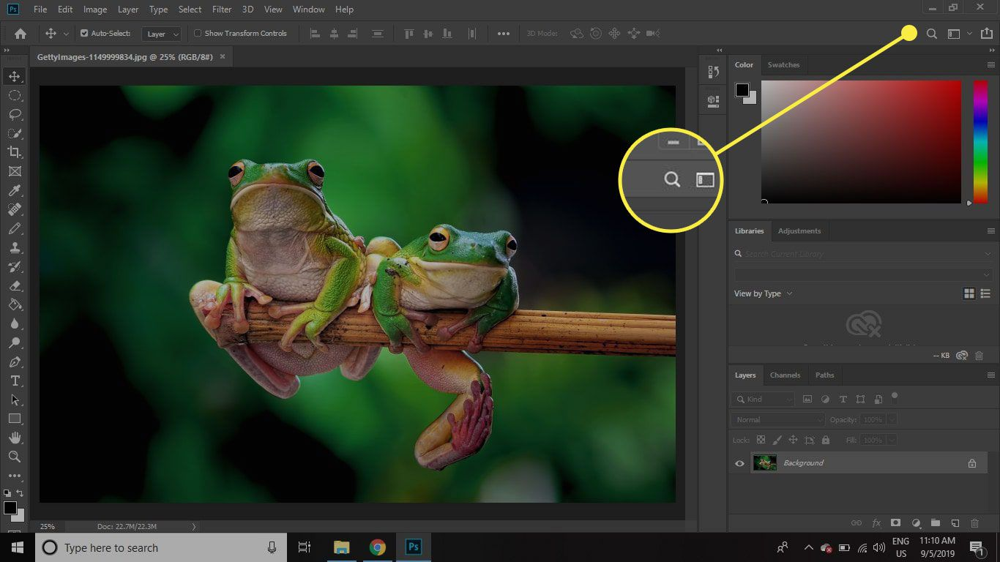 Ps File Edit Image Layer Type Select Filter 3D View Window Help
Auto-Select: Layer Show Transform Controls 3D Mode:
GettyImages-1149999834.jpg @ 25% (RGB/8#)
Color Swatches
Libraries Adjustments
Search Current Library
View by Type
-- KB
Layers Channels Paths
Kind
Normal Opacity: 100%
Lock: Fill: 100%
Background
25% Doc: 22.7M/22.3M
Type here to search
Ps
ENG
US
11:10 AM
9/5/2019
1